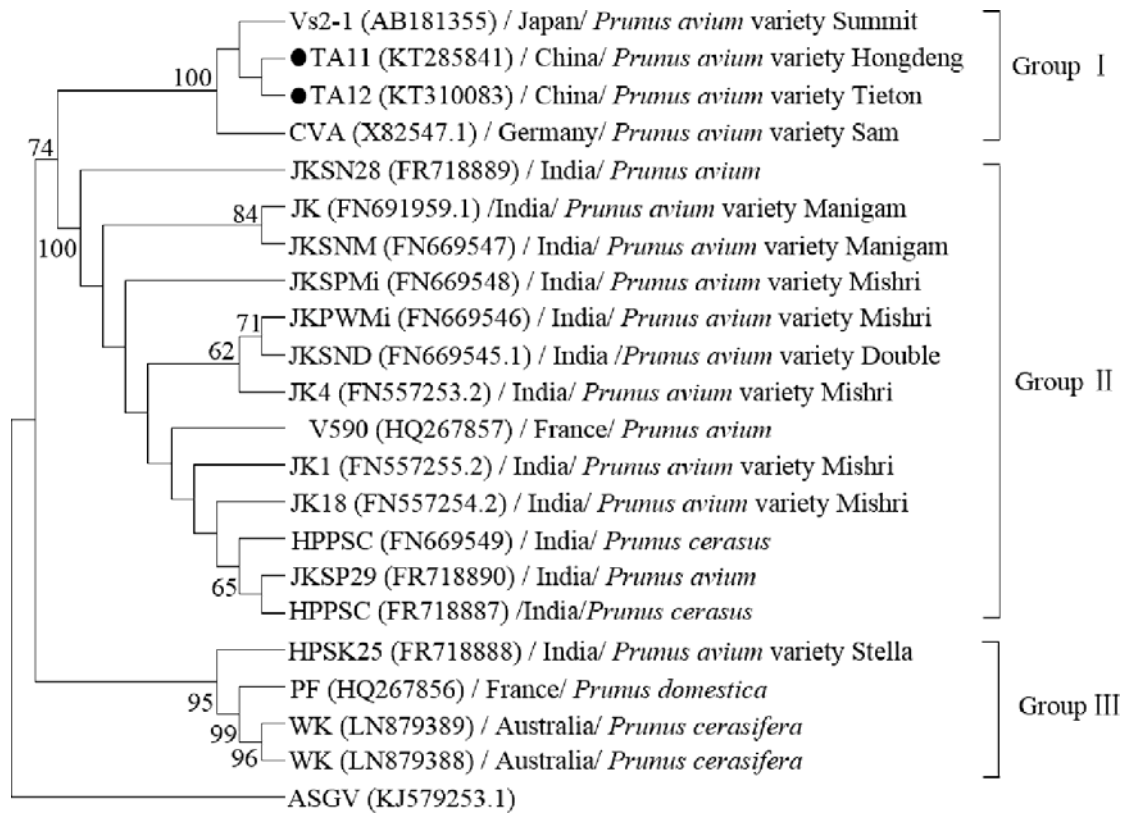 Vs2-1 (AB181355) / Japan/ Prunus avium variety Summit
●TA11 (KT285841) / China/ Prunus avium variety Hongdeng
Group Ⅰ
100
●TA12 (KT310083) / China/ Prunus avium variety Tieton
CVA (X82547.1) / Germany/ Prunus avium variety Sam
74
JKSN28 (FR718889) / India/ Prunus avium
84
JK (FN691959.1) /India/ Prunus avium variety Manigam
100
JKSNM (FN669547) / India/ Prunus avium variety Manigam
JKSPMi (FN669548) / India/ Prunus avium variety Mishri
71
JKPWMi (FN669546) / India/ Prunus avium variety Mishri
62
JKSND (FN669545.1) / India /Prunus avium variety Double
Group Ⅱ
JK4 (FN557253.2) / India/ Prunus avium variety Mishri
V590 (HQ267857) / France/ Prunus avium
JK1 (FN557255.2) / India/ Prunus avium variety Mishri
JK18 (FN557254.2) / India/ Prunus avium variety Mishri
HPPSC (FN669549) / India/ Prunus cerasus
65
JKSP29 (FR718890) / India/ Prunus avium
HPPSC (FR718887) /India/Prunus cerasus
HPSK25 (FR718888) / India/ Prunus avium variety Stella
95
PF (HQ267856) / France/ Prunus domestica
Group Ⅲ
99
WK (LN879389) / Australia/ Prunus cerasifera
96
WK (LN879388) / Australia/ Prunus cerasifera
ASGV (KJ579253.1)